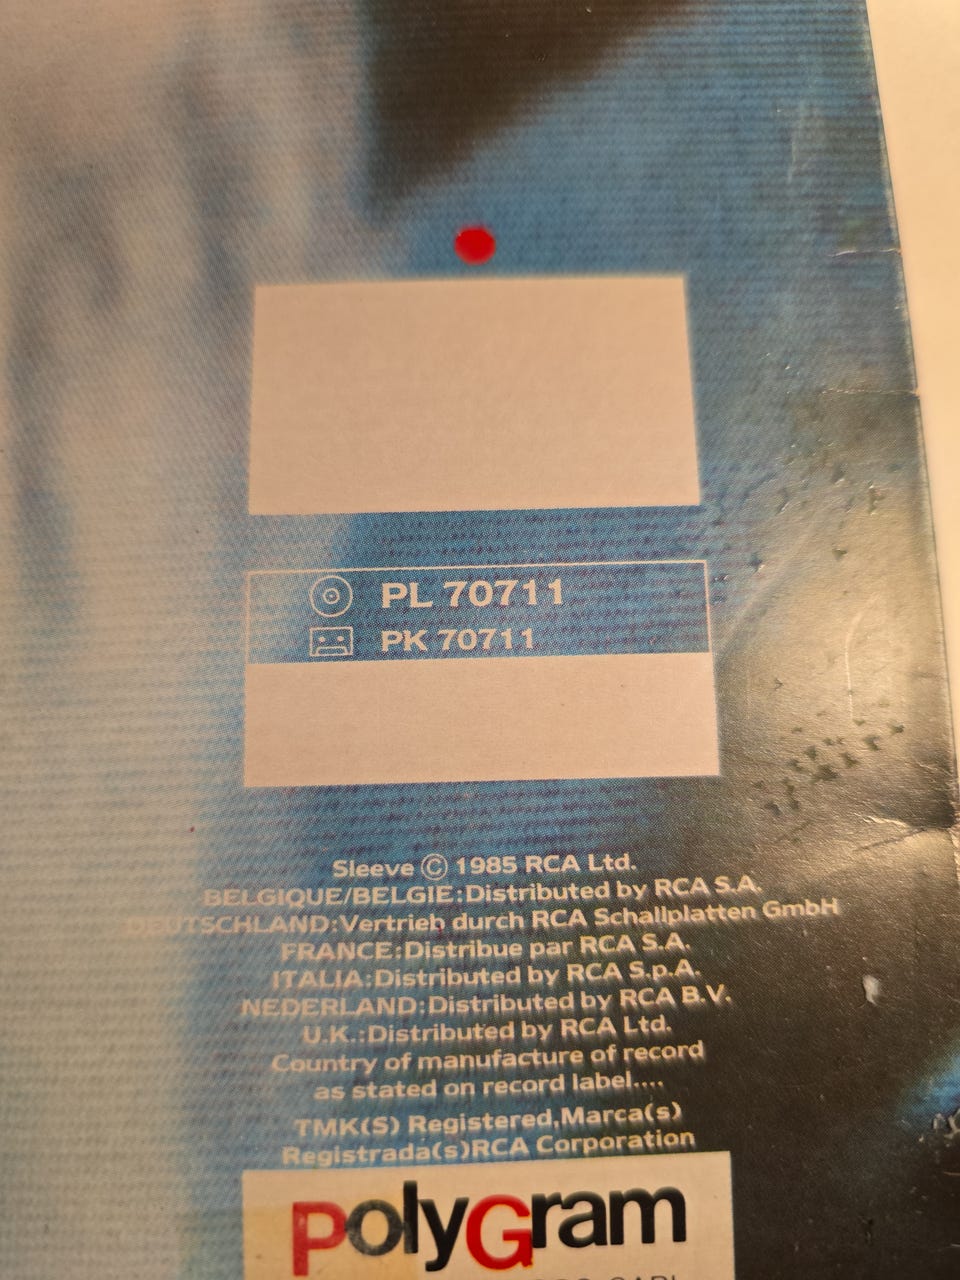 PL 70711
PK 70711
Sleeve © 1985 RCA Ltd.
BELGIQUE/BELGIE:Distributed by RCA S.A.
DEUTSCHLAND:Vertrieb durch RCA Schallplatten GmbH
FRANCE:Distribue par RCA S.A.
ITALIA:Distributed by RCA S.p.A.
NEDERLAND:Distributed by RCA B.V.
U.K.:Distributed by RCA Ltd.
Country of manufacture of record
as stated on record label....
TMK(S) Registered,Marca(s)
Registrada(s)RCA Corporation
PolyGram